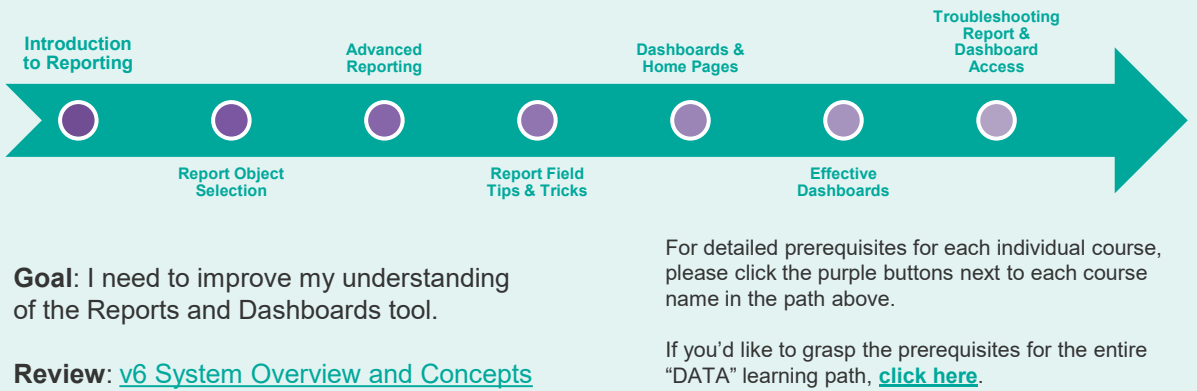 Introduction
to Reporting
Report Object
Selection
Advanced
Reporting
Report Field
Tips & Tricks
Dashboards &
Home Pages
Effective
Dashboards
Troubleshooting
Report &
Dashboard
Access
Goal: I need to improve my understanding
of the Reports and Dashboards tool.
Review: v6 System Overview and Concepts
For detailed prerequisites for each individual course,
please click the purple buttons next to each course
name in the path above.
If you’d like to grasp the prerequisites for the entire
“DATA” learning path, click here.